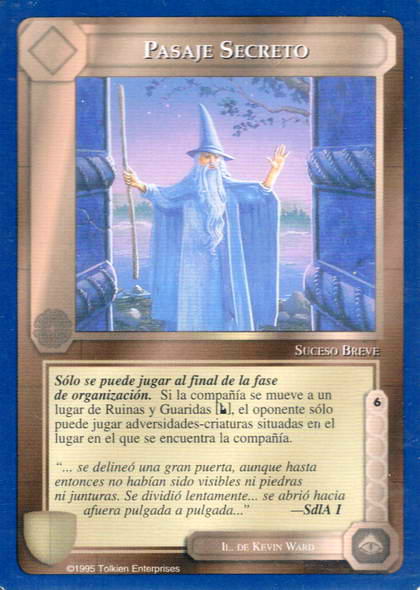 PASAJE SECRETO
SUCESO BREVE
Sólo se puede jugar al final de la fase
de organización. Si la compañía se mueve a un
lugar de Ruinas y Guaridas [], el oponente sólo
puede jugar adversidades-criaturas situadas en el
lugar en el que se encuentra la compañía.
6
“... se delineó una gran puerta, aunque hasta
entonces no habían sido visibles ni piedras
ni junturas. Se dividió lentamente... se abrió hacia
afuera pulgada a pulgada...” —SdlA I
IL. DE KEVIN WARD
©1995 Tolkien Enterprises